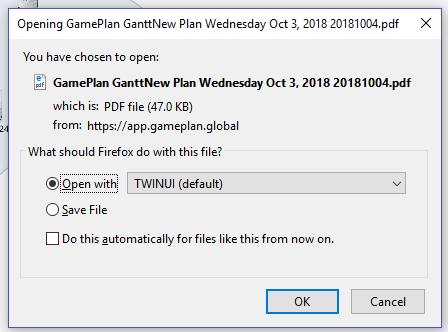 Opening GamePlan GanttNew Plan Wednesday Oct 3, 2018 20181004.pdf
You have chosen to open:
GamePlan GanttNew Plan Wednesday Oct 3, 2018 20181004.pdf
which is: PDF file (47.0 KB)
from: https://app.gameplan.global
What should Firefox do with this file?
Open with TWINUI (default)
Save File
Do this automatically for files like this from now on.
OK Cancel
24